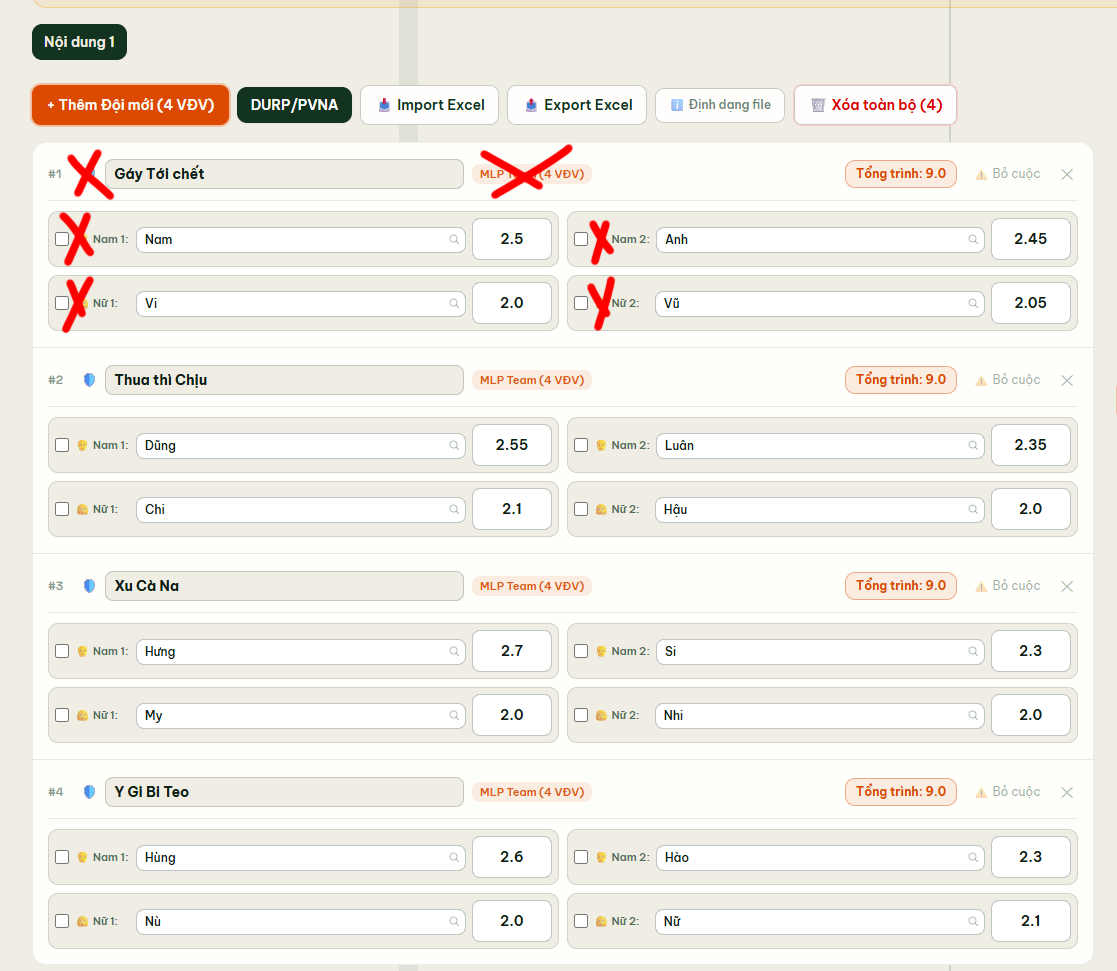 Nội dung 1
+ Thêm Đội mới (4 VĐV) DURP/PVNA Import Excel Export Excel Định dạng file Xóa toàn bộ (4)
#1 Gáy Tới chết MLP (4 VĐV) Tổng trình: 9.0 Bỏ cuộc
Nam 1: Nam 2.5 Nam 2: Anh 2.45
Nữ 1: Vi 2.0 Nữ 2: Vũ 2.05
#2 Thua thì Chịu MLP Team (4 VĐV) Tổng trình: 9.0 Bỏ cuộc
Nam 1: Dũng 2.55 Nam 2: Luân 2.35
Nữ 1: Chi 2.1 Nữ 2: Hậu 2.0
#3 Xu Cà Na MLP Team (4 VĐV) Tổng trình: 9.0 Bỏ cuộc
Nam 1: Hưng 2.7 Nam 2: Si 2.3
Nữ 1: My 2.0 Nữ 2: Nhi 2.0
#4 Y Gi Bi Teo MLP Team (4 VĐV) Tổng trình: 9.0 Bỏ cuộc
Nam 1: Hùng 2.6 Nam 2: Hào 2.3
Nữ 1: Nù 2.0 Nữ 2: Nữ 2.1